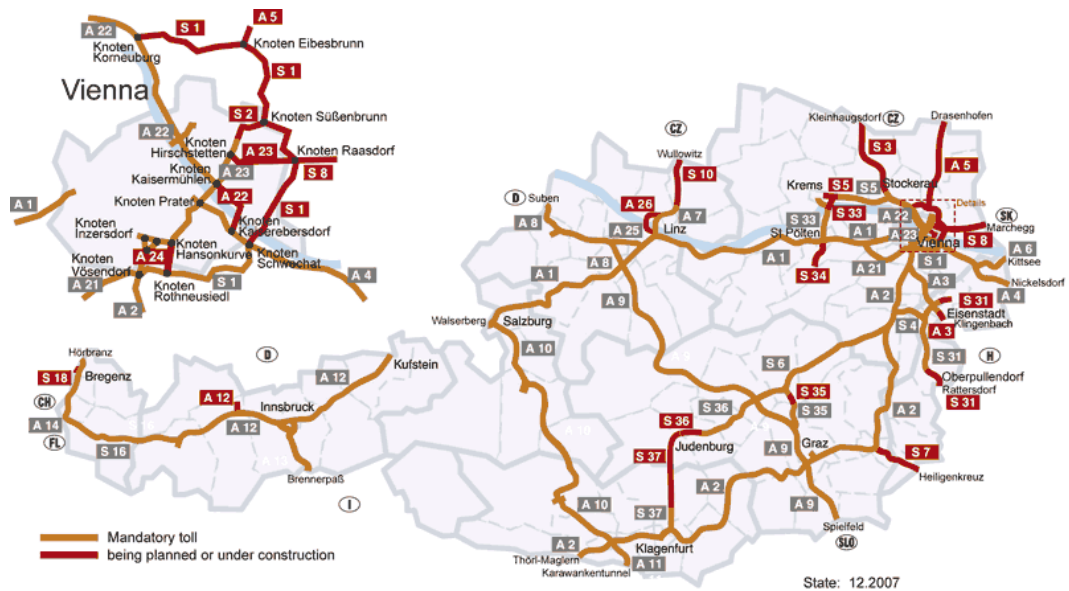 A 22
S 1
A 5
Knoten
Korneuburg
Knoten Eibesbrunn
S 1
Vienna
S 2
Knoten Süßenbrunn
A 22
Knoten
Hirschstetten
A 23
Knoten Raasdorf
A 23
S 8
Knoten
Kaisermühlen
A 22
A 1
Knoten Prater
S 1
Knoten
Kaiserebersdorf
Knoten
Inzersdorf
Knoten
Hansonkurve
A 24
Knoten
Schwechat
Knoten
Vösendorf
A 21
S 1
A 4
Knoten
Rothneusiedl
A 2
D
Hörbranz
Kufstein
S 18
Bregenz
A 12
CH
A 12
Innsbruck
A 14
S 16
A 12
FL
S 16
A 13
Brennerpaß
I
Kleinhaugsdorf
CZ
Drasenhofen
CZ
Wullowitz
S 3
S 10
A 5
Krems
S 5
S 5
Stockerau
D
Suben
A 26
A 7
S 33
S 33
Details
A 22
SK
Marchegg
A 8
A 25
Linz
St.Pölten
A 1
A 23
Vienna
S 8
A 6
Kittsee
A 1
A 8
A 1
S 34
A 21
S 1
A 3
Nickelsdorf
A 4
A 9
A 2
S 31
Eisenstadt
Klingenbach
Walserberg
Salzburg
S 4
A 3
A 10
A 9
S 6
S 31
H
Oberpullendorf
Rattersdorf
S 35
S 31
S 36
S 36
S 35
A 2
A 10
A 9
Judenburg
A 9
Graz
S 37
S 7
Heiligenkreuz
A 2
A 10
S 37
A 9
Spielfeld
SLO
A 2
Klagenfurt
Thörl-Maglern
A 11
Karawankentunnel
Mandatory toll
being planned or under construction
State: 12.2007